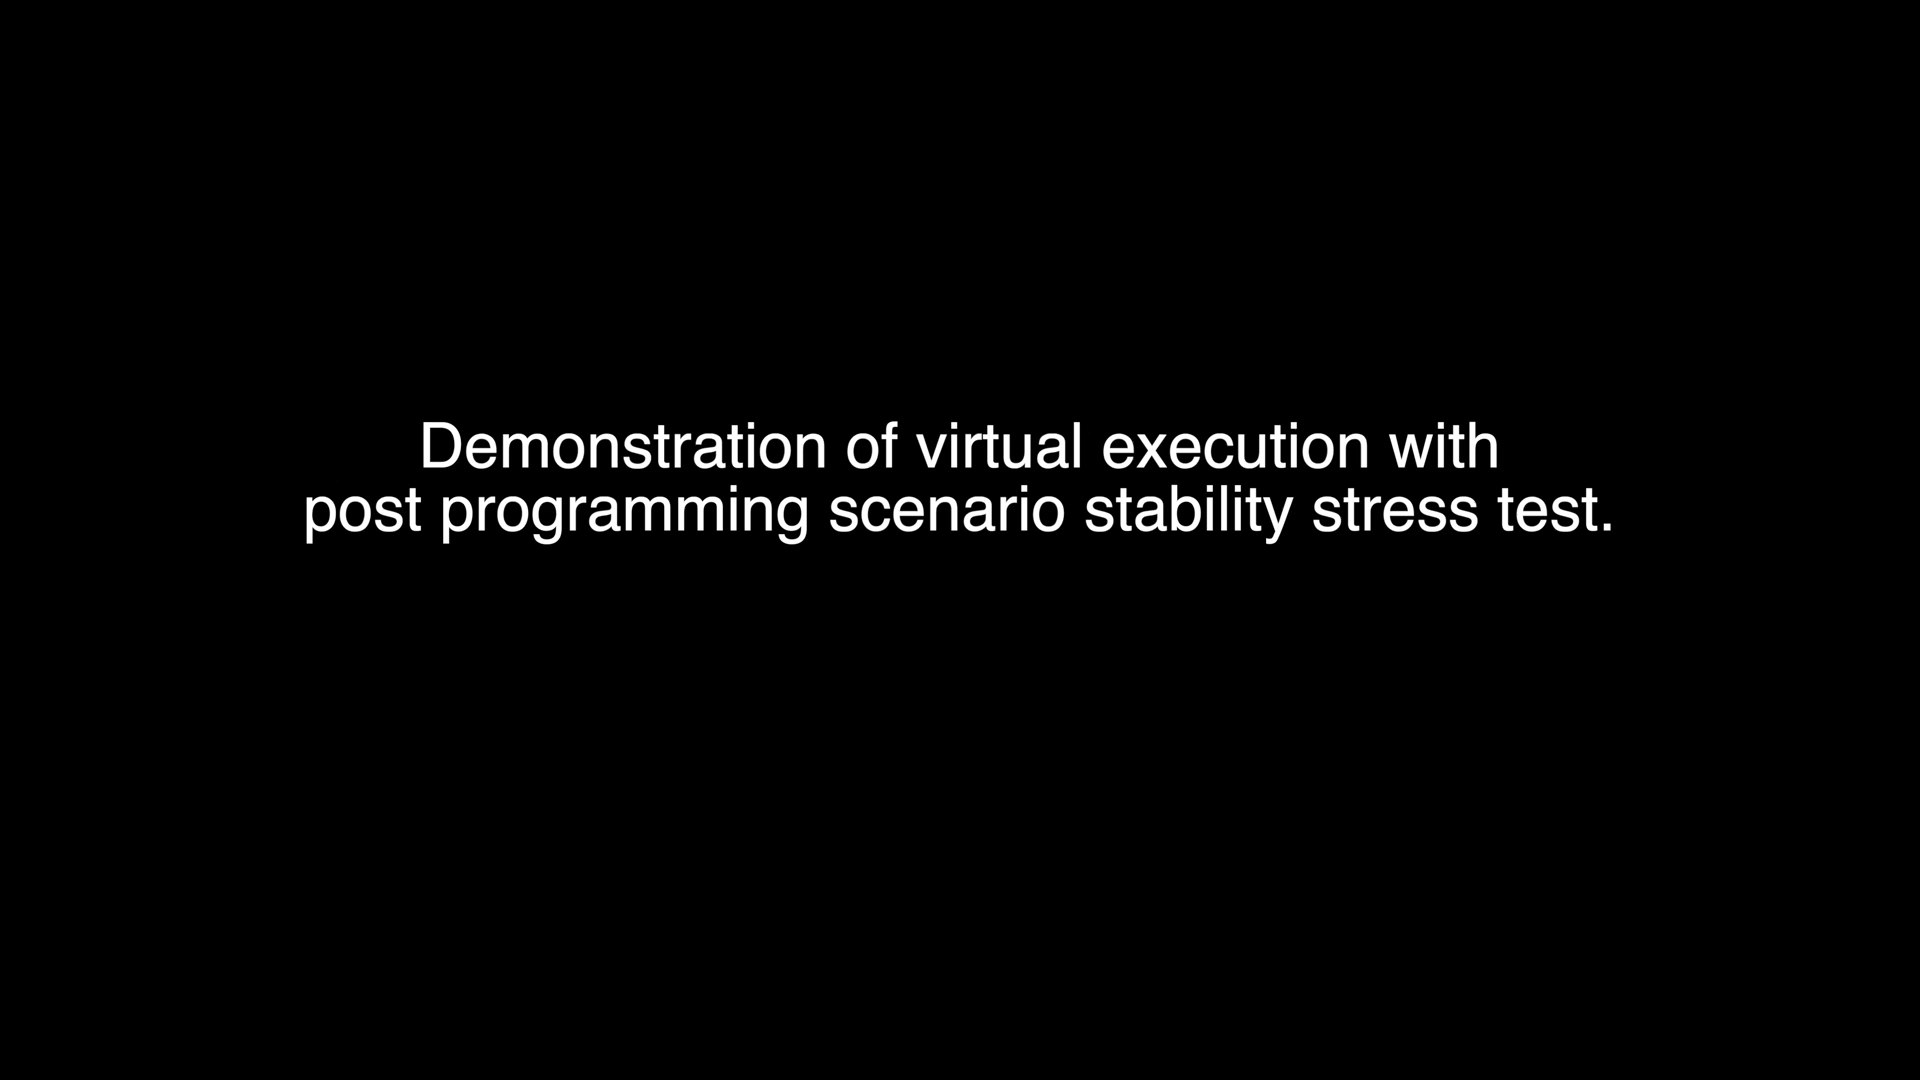 Demonstration of virtual execution with
post programming scenario stability stress test.